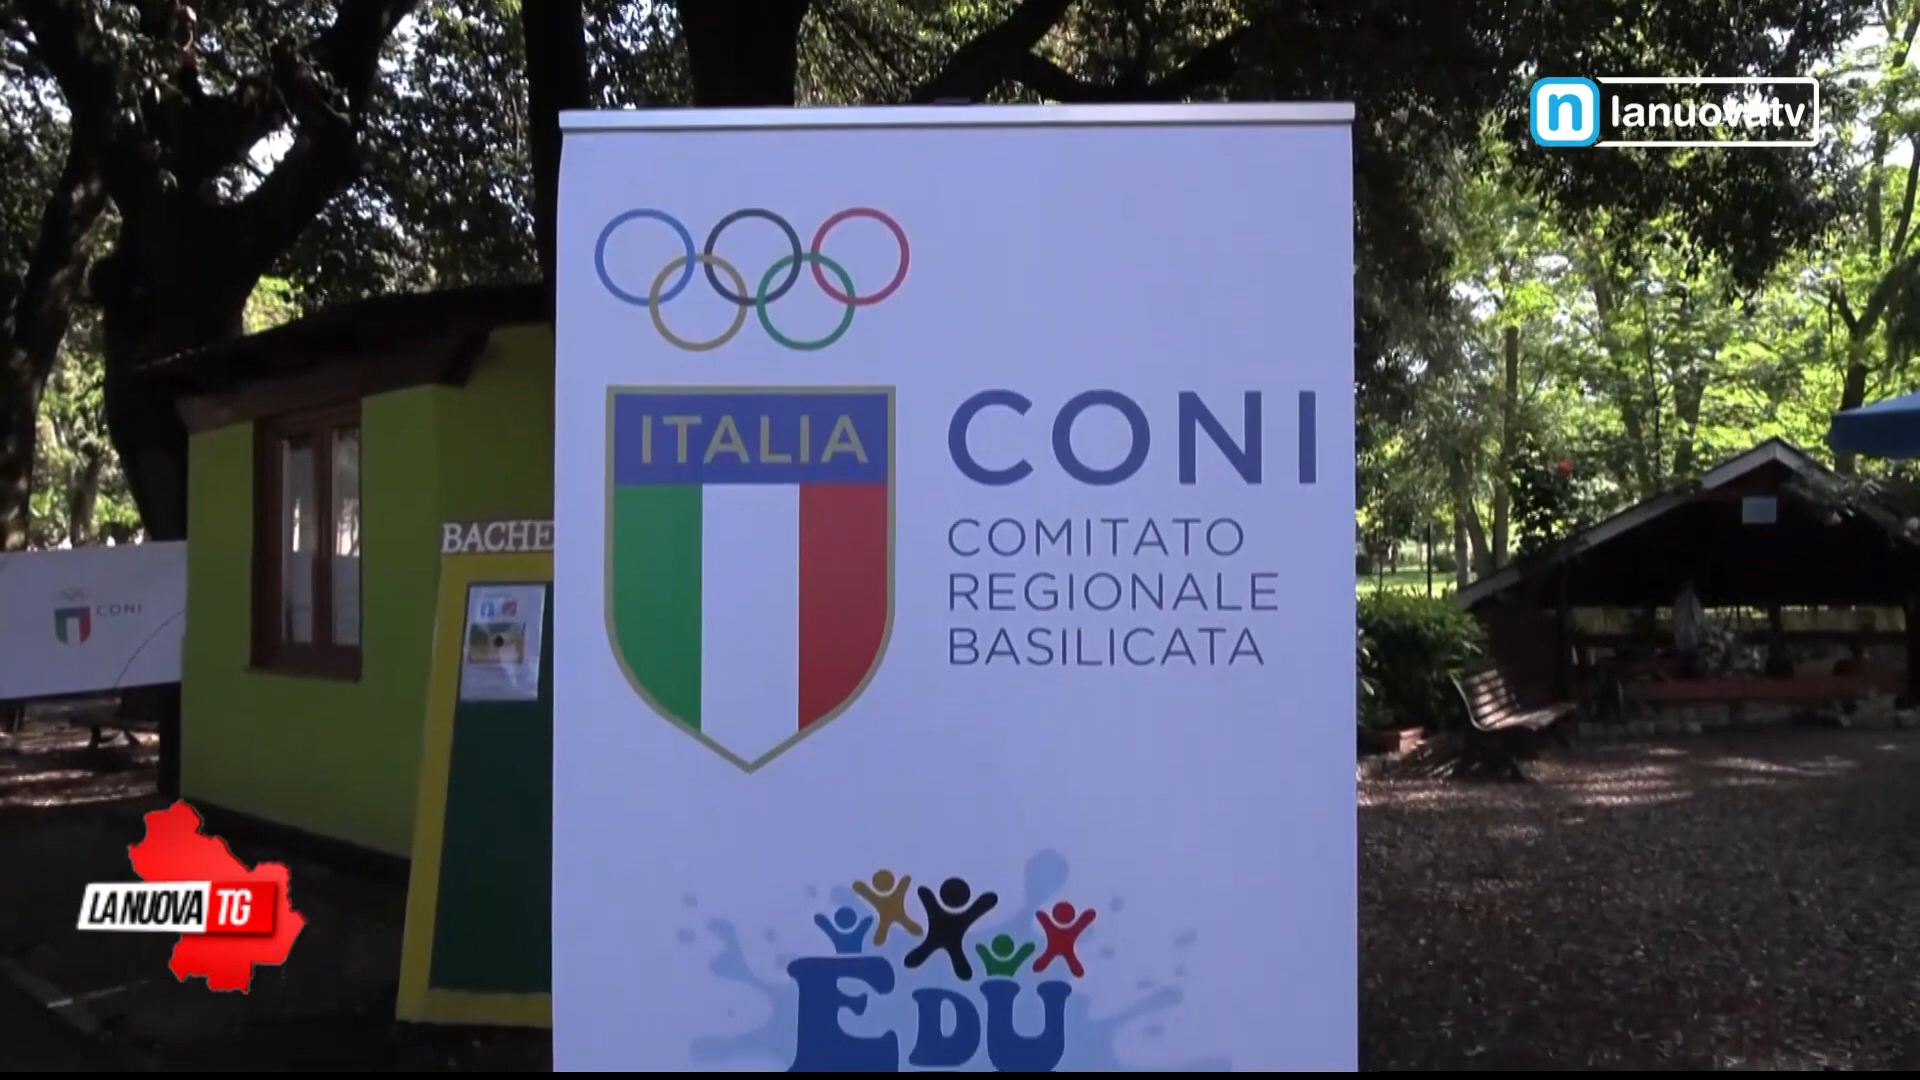 lanuovatv
ITALIA
CONI
COMITATO
REGIONALE
BASILICATA
BACHE
CONI
LA NUOVA TG
EDU